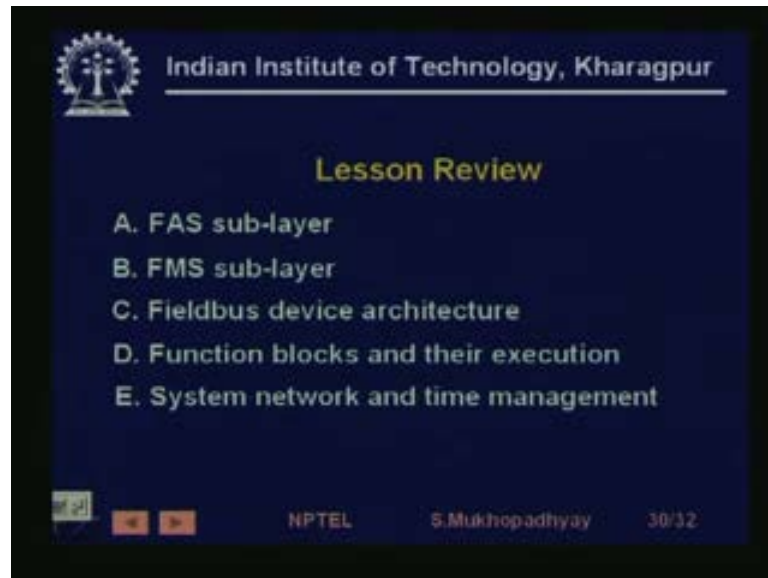 Indian Institute of Technology, Kharagpur
Lesson Review
A. FAS sub-layer
B. FMS sub-layer
C. Fieldbus device architecture
D. Function blocks and their execution
E. System network and time management
NPTEL S.Mukhopadhyay 30/32